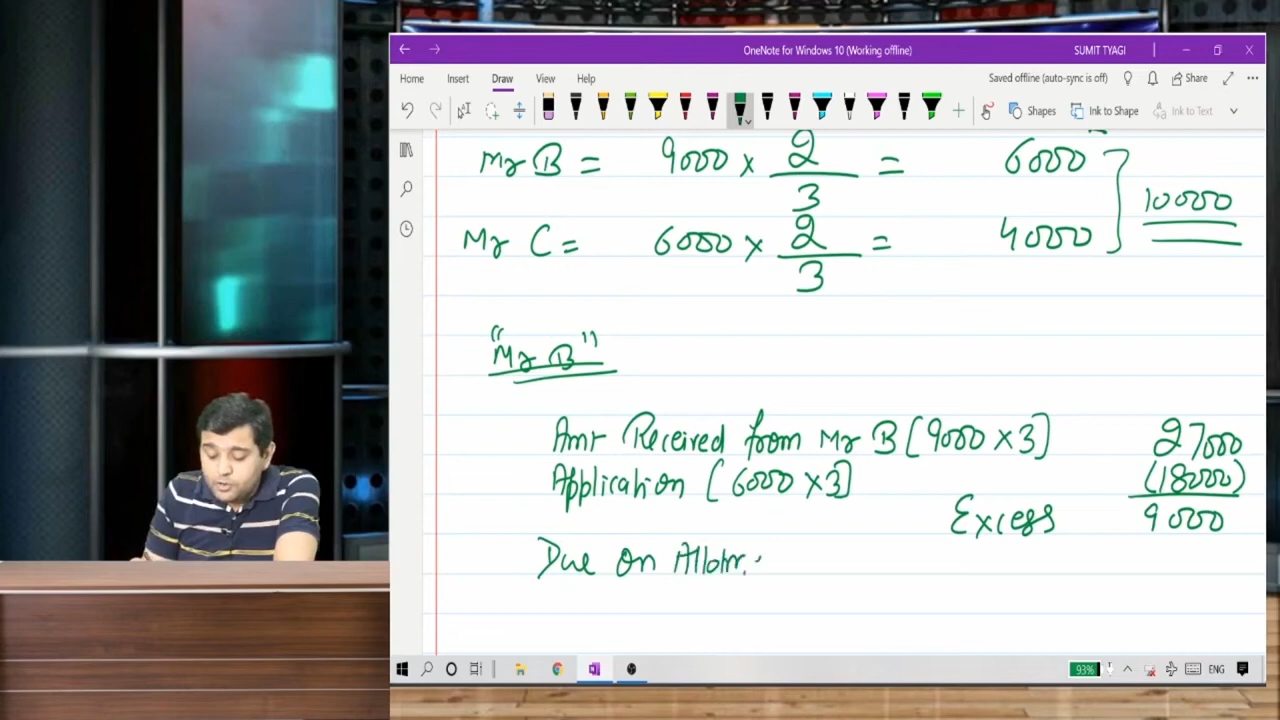 OneNote for Windows 10 (Working offline)
SUMIT TYAGI
Home Insert Draw View Help
Saved offline (auto-sync is off)
Share
Shapes
Ink to Shape
Ink to Text
Mr B = 9000 × 2/3 = 6000
10000
Mr C = 6000 × 2/3 = 4000
"Mr B"
Amt Received from Mr B [9000 × 3] 27000
Application [6000 × 3] (18000)
Excess 9000
Due on Allotm.
93%
ENG